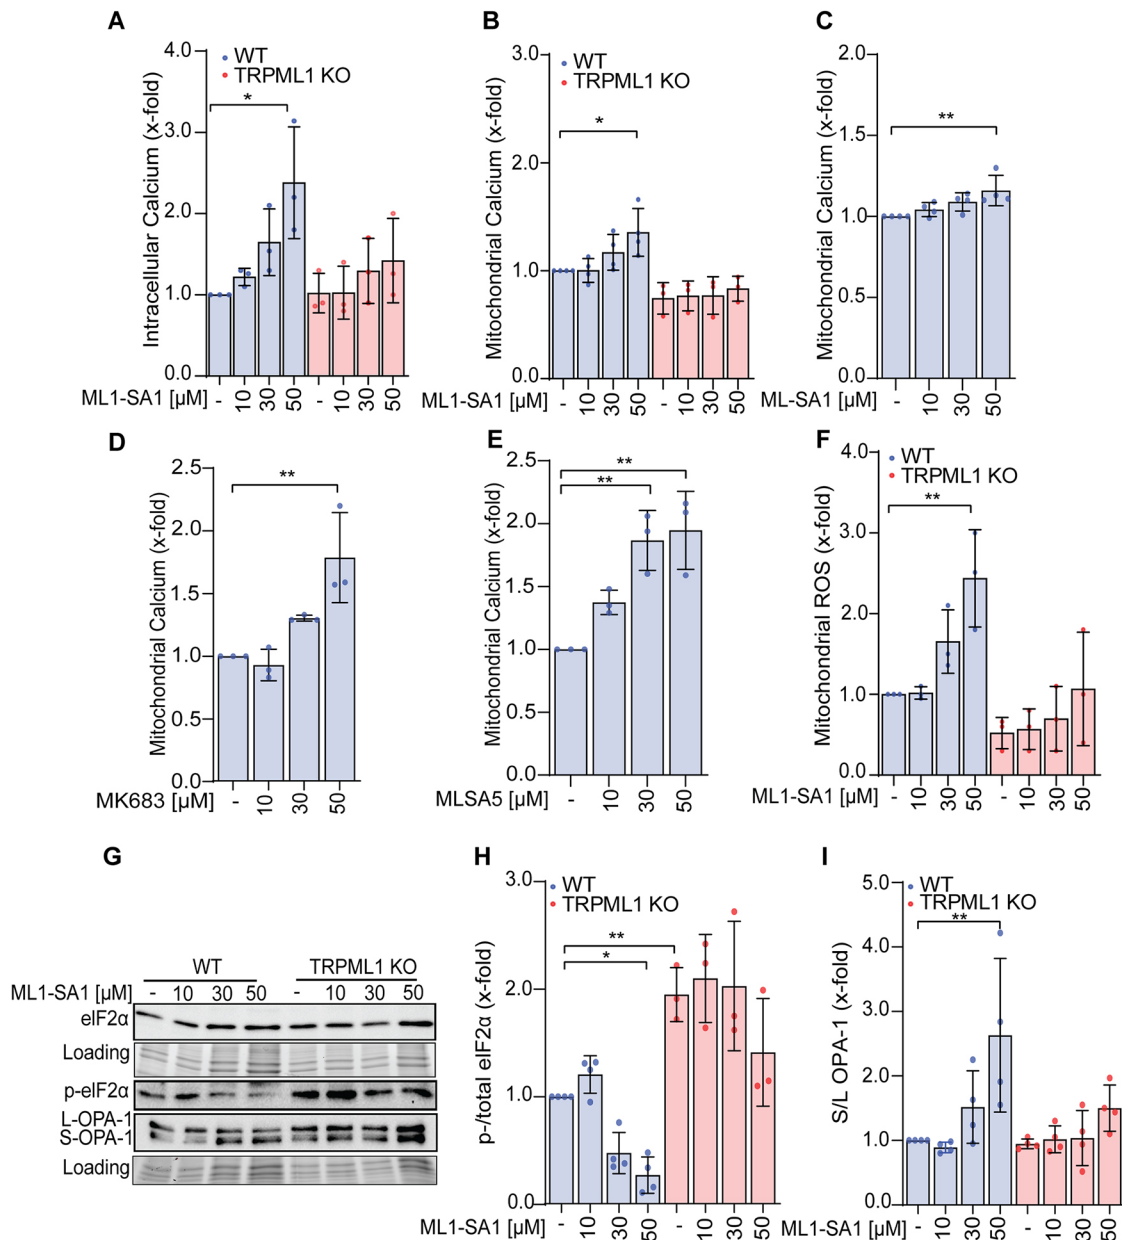 A
4.0
WT
TRPML1 KO
*
3.0
2.0
1.0
0.0
Intracellular Calcium (x-fold)
ML1-SA1 [µM]
- 10 30 50 - 10 30 50
B
3.0
WT
TRPML1 KO
*
2.0
1.0
0.0
Mitochondrial Calcium (x-fold)
ML1-SA1 [µM]
- 10 30 50 - 10 30 50
C
2.0
**
1.5
1.0
0.5
0.0
Mitochondrial Calcium (x-fold)
ML-SA1 [µM]
- 10 30 50
D
2.5
**
2.0
1.5
1.0
0.5
0.0
Mitochondrial Calcium (x-fold)
MK683 [µM]
- 10 30 50
E
2.5
**
**
2.0
1.5
1.0
0.5
0.0
Mitochondrial Calcium (x-fold)
MLSA5 [µM]
- 10 30 50
F
4.0
WT
TRPML1 KO
**
3.0
2.0
1.0
0.0
Mitochondrial ROS (x-fold)
ML1-SA1 [µM]
- 10 30 50 - 10 30 50
G
WT TRPML1 KO
ML1-SA1 [µM] - 10 30 50 - 10 30 50
eIF2α
Loading
p-eIF2α
L-OPA-1
S-OPA-1
Loading
H
3.0
WT
TRPML1 KO
**
*
2.0
1.0
0.0
p-/total eIF2α (x-fold)
ML1-SA1 [µM]
- 10 30 50 - 10 30 50
I
5.0
WT
TRPML1 KO
**
4.0
3.0
2.0
1.0
0.0
S/L OPA-1 (x-fold)
ML1-SA1 [µM]
- 10 30 50 - 10 30 50